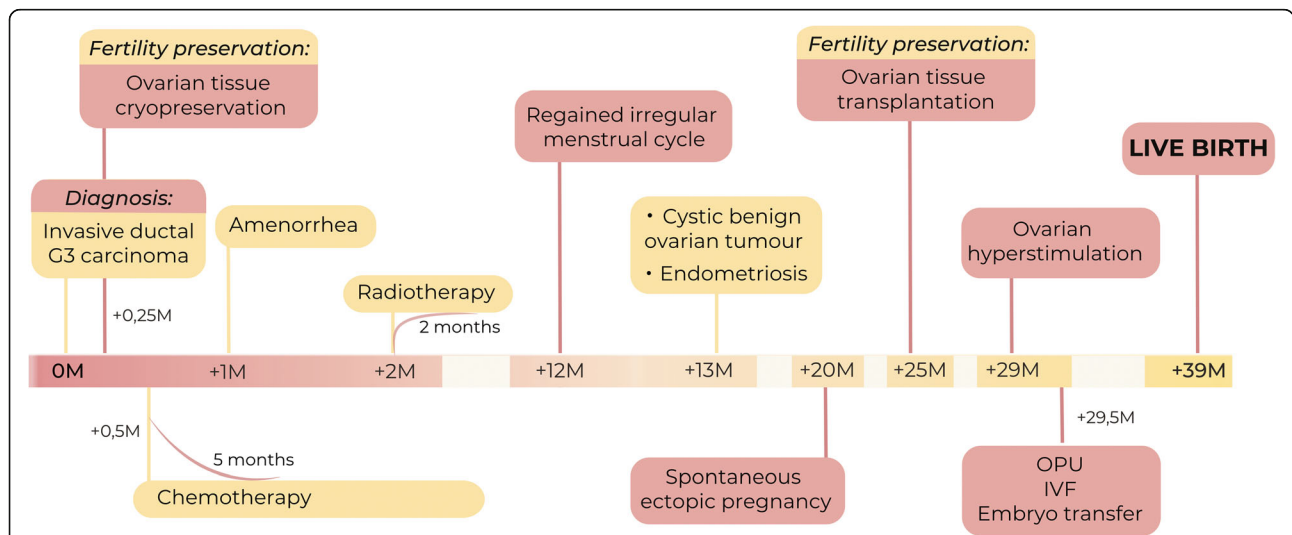 Fertility preservation:
Ovarian tissue
cryopreservation
Diagnosis:
Invasive ductal
G3 carcinoma
+0,25M
Amenorrhea
Radiotherapy
2 months
Regained irregular
menstrual cycle
• Cystic benign
ovarian tumour
• Endometriosis
Fertility preservation:
Ovarian tissue
transplantation
Ovarian
hyperstimulation
LIVE BIRTH
0M
+1M
+2M
+12M
+13M
+20M
+25M
+29M
+39M
+0,5M
5 months
Chemotherapy
Spontaneous
ectopic pregnancy
+29,5M
OPU
IVF
Embryo transfer